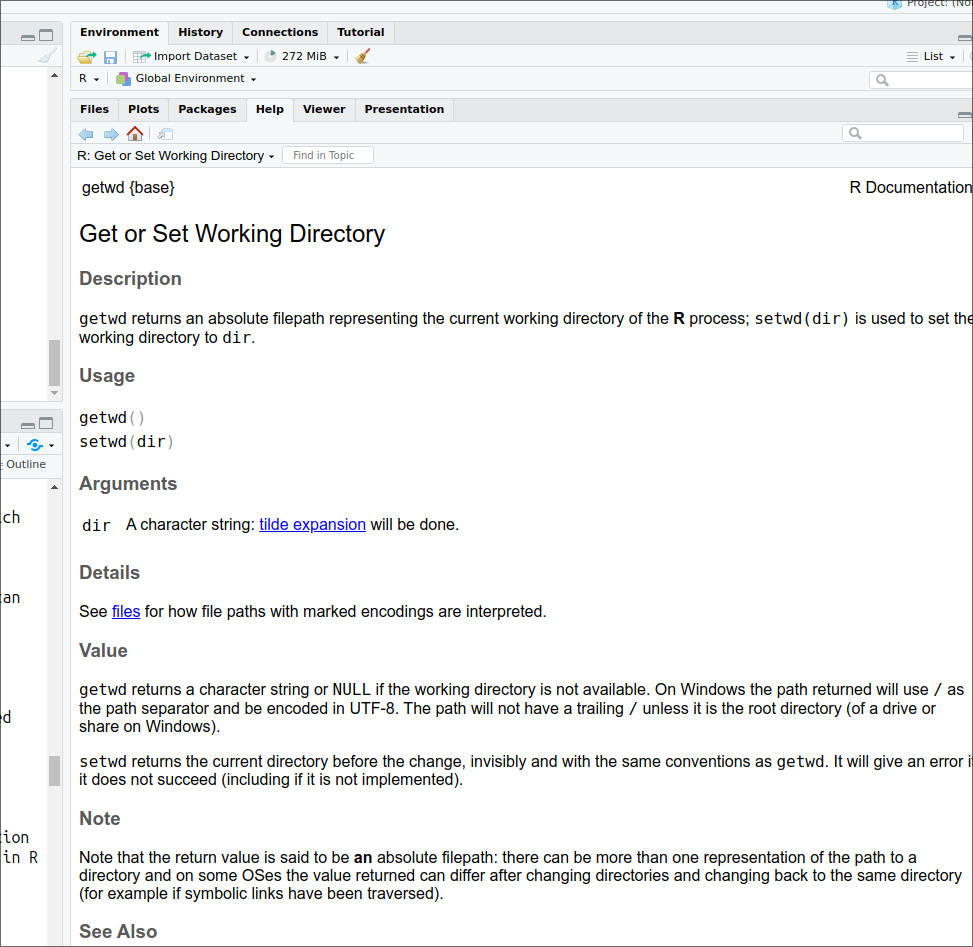 Project: (No
Environment History Connections Tutorial
Import Dataset 272 MiB List
R Global Environment
Files Plots Packages Help Viewer Presentation
R: Get or Set Working Directory Find in Topic
getwd {base} R Documentation
Get or Set Working Directory
Description
getwd returns an absolute filepath representing the current working directory of the R process; setwd(dir) is used to set the
working directory to dir.
Usage
getwd()
setwd(dir)
Arguments
dir A character string: tilde expansion will be done.
Details
See files for how file paths with marked encodings are interpreted.
Value
getwd returns a character string or NULL if the working directory is not available. On Windows the path returned will use / as
the path separator and be encoded in UTF-8. The path will not have a trailing / unless it is the root directory (of a drive or
share on Windows).
setwd returns the current directory before the change, invisibly and with the same conventions as getwd. It will give an error if
it does not succeed (including if it is not implemented).
Note
Note that the return value is said to be an absolute filepath: there can be more than one representation of the path to a
directory and on some OSes the value returned can differ after changing directories and changing back to the same directory
(for example if symbolic links have been traversed).
See Also
Outline
ch
an
ed
tion
in R